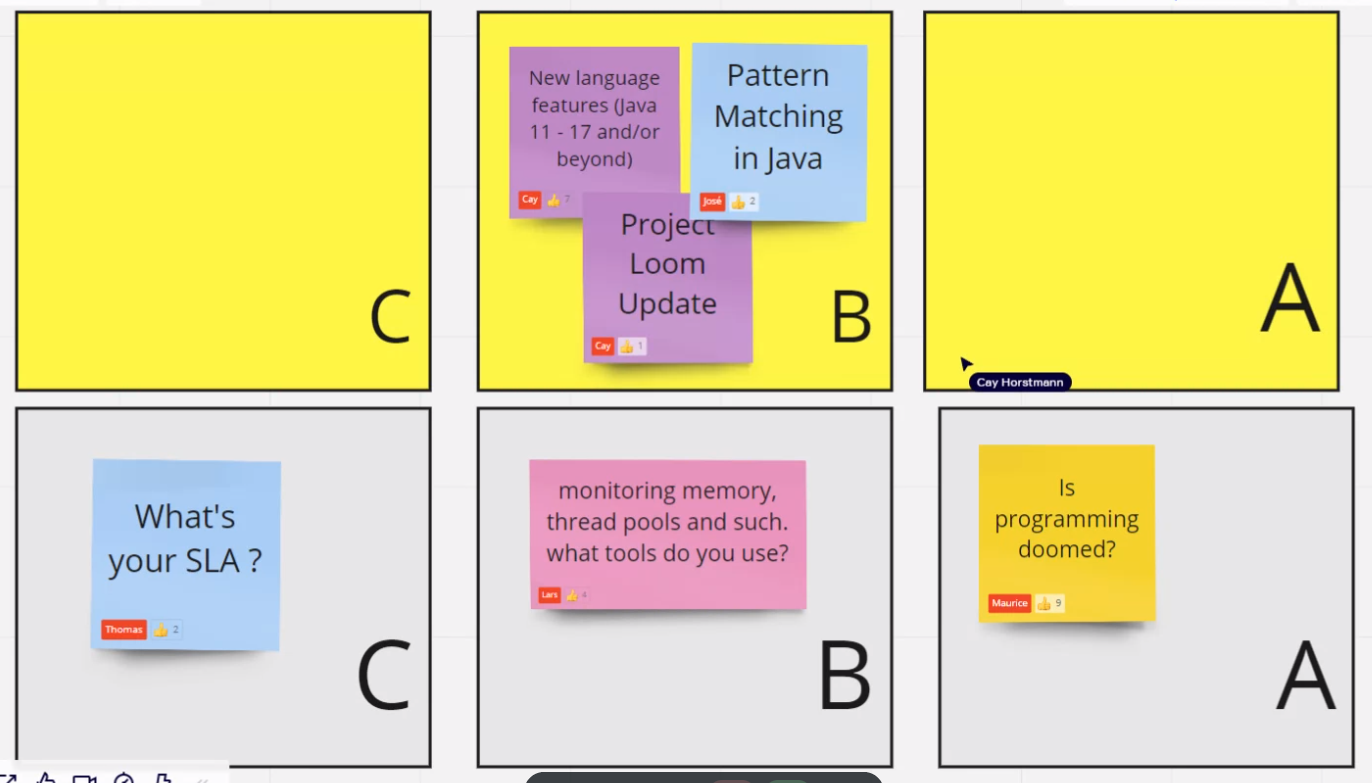 New language
features (Java
11 - 17 and/or
beyond)
Cay 7
Pattern
Matching
in Java
José 2
Project
Loom
Update
Cay 1
C
B
A
Cay Horstmann
What's
your SLA ?
Thomas 2
C
monitoring memory,
thread pools and such.
what tools do you use?
Lars 4
B
Is
programming
doomed?
Maurice 9
A